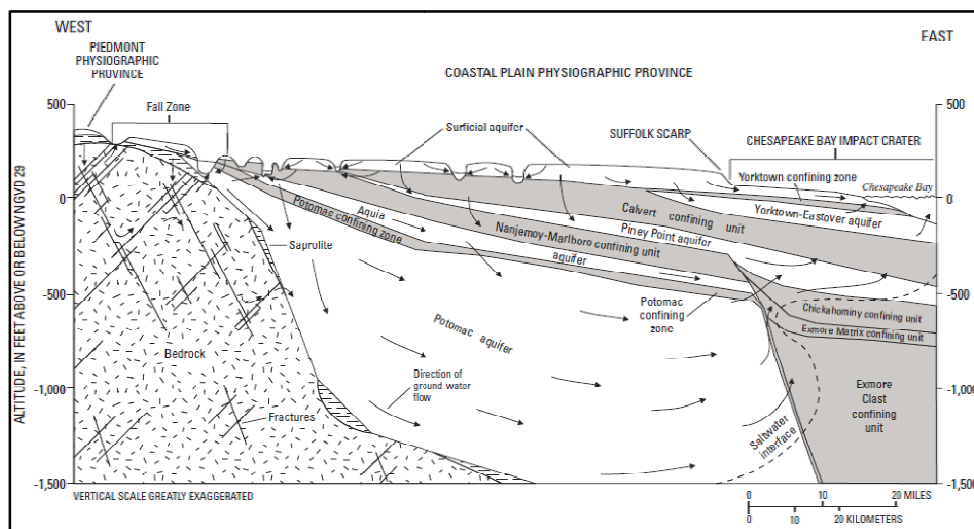 WEST
EAST
PIEDMONT
PHYSIOGRAPHIC
PROVINCE
COASTAL PLAIN PHYSIOGRAPHIC PROVINCE
500
500
Fall Zone
Surficial aquifer
SUFFOLK SCARP
CHESAPEAKE BAY IMPACT CRATER
Yorktown confining zone
Chesapeake Bay
0
0
Yorktown-Eastover aquifer
Calvert confining
unit
Piney Point aquifer
Aquia
Nanjemoy-Marlboro confining unit
aquifer
Potomac confining zone
Saprulite
-500
-500
Potomac
confining
zone
Chickahominy confining unit
Exmore Matrix confining unit
Potomac aquifer
Bedrock
Direction of
ground water
flow
Exmore
Clast
confining
unit
-1,000
-1,000
Fractures
Saltwater
interface
-1,500
-1,500
ALTITUDE, IN FEET ABOVE OR BELOW NGVD 29
VERTICAL SCALE GREATLY EXAGGERATED
0 10 20 MILES
0 10 20 KILOMETERS